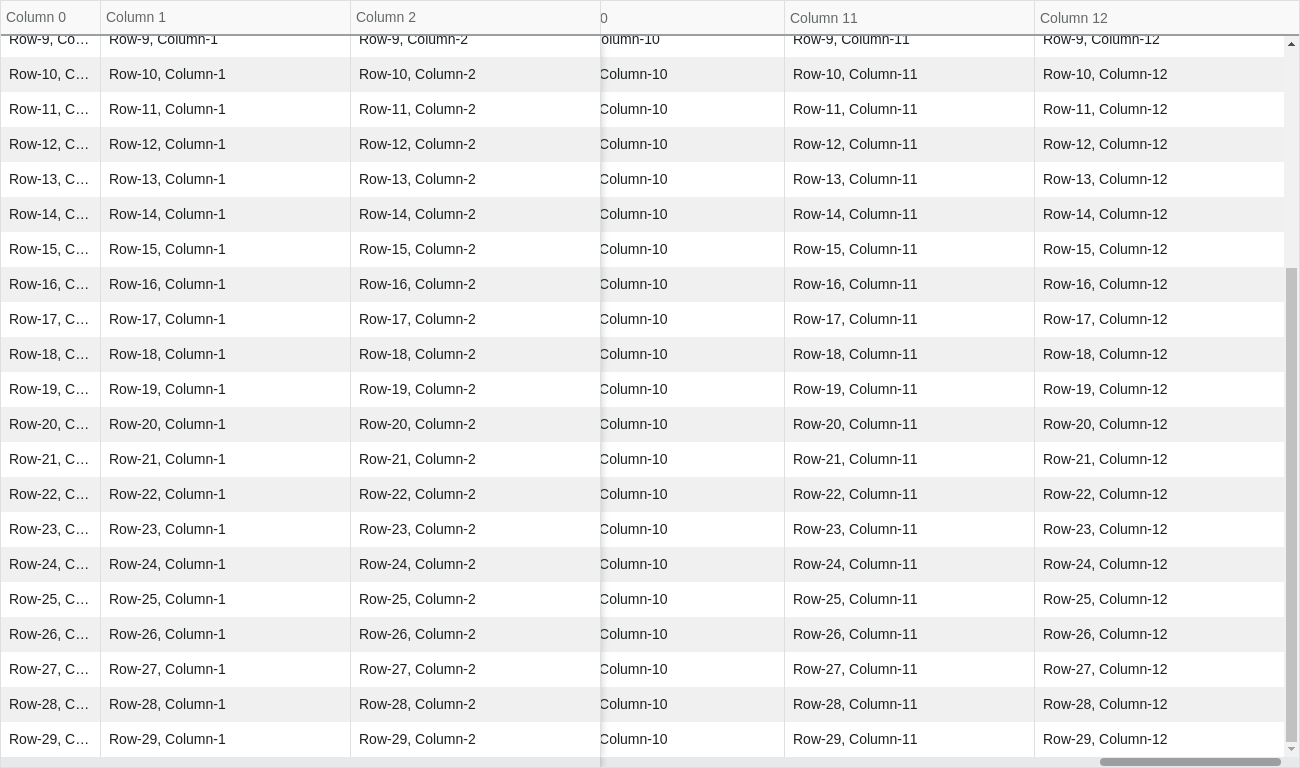 Column 0 Column 1 Column 2 0 Column 11 Column 12
Row-9, Co… Row-9, Column-1 Row-9, Column-2 olumn-10 Row-9, Column-11 Row-9, Column-12
Row-10, C… Row-10, Column-1 Row-10, Column-2 Column-10 Row-10, Column-11 Row-10, Column-12
Row-11, C… Row-11, Column-1 Row-11, Column-2 Column-10 Row-11, Column-11 Row-11, Column-12
Row-12, C… Row-12, Column-1 Row-12, Column-2 Column-10 Row-12, Column-11 Row-12, Column-12
Row-13, C… Row-13, Column-1 Row-13, Column-2 Column-10 Row-13, Column-11 Row-13, Column-12
Row-14, C… Row-14, Column-1 Row-14, Column-2 Column-10 Row-14, Column-11 Row-14, Column-12
Row-15, C… Row-15, Column-1 Row-15, Column-2 Column-10 Row-15, Column-11 Row-15, Column-12
Row-16, C… Row-16, Column-1 Row-16, Column-2 Column-10 Row-16, Column-11 Row-16, Column-12
Row-17, C… Row-17, Column-1 Row-17, Column-2 Column-10 Row-17, Column-11 Row-17, Column-12
Row-18, C… Row-18, Column-1 Row-18, Column-2 Column-10 Row-18, Column-11 Row-18, Column-12
Row-19, C… Row-19, Column-1 Row-19, Column-2 Column-10 Row-19, Column-11 Row-19, Column-12
Row-20, C… Row-20, Column-1 Row-20, Column-2 Column-10 Row-20, Column-11 Row-20, Column-12
Row-21, C… Row-21, Column-1 Row-21, Column-2 Column-10 Row-21, Column-11 Row-21, Column-12
Row-22, C… Row-22, Column-1 Row-22, Column-2 Column-10 Row-22, Column-11 Row-22, Column-12
Row-23, C… Row-23, Column-1 Row-23, Column-2 Column-10 Row-23, Column-11 Row-23, Column-12
Row-24, C… Row-24, Column-1 Row-24, Column-2 Column-10 Row-24, Column-11 Row-24, Column-12
Row-25, C… Row-25, Column-1 Row-25, Column-2 Column-10 Row-25, Column-11 Row-25, Column-12
Row-26, C… Row-26, Column-1 Row-26, Column-2 Column-10 Row-26, Column-11 Row-26, Column-12
Row-27, C… Row-27, Column-1 Row-27, Column-2 Column-10 Row-27, Column-11 Row-27, Column-12
Row-28, C… Row-28, Column-1 Row-28, Column-2 Column-10 Row-28, Column-11 Row-28, Column-12
Row-29, C… Row-29, Column-1 Row-29, Column-2 Column-10 Row-29, Column-11 Row-29, Column-12